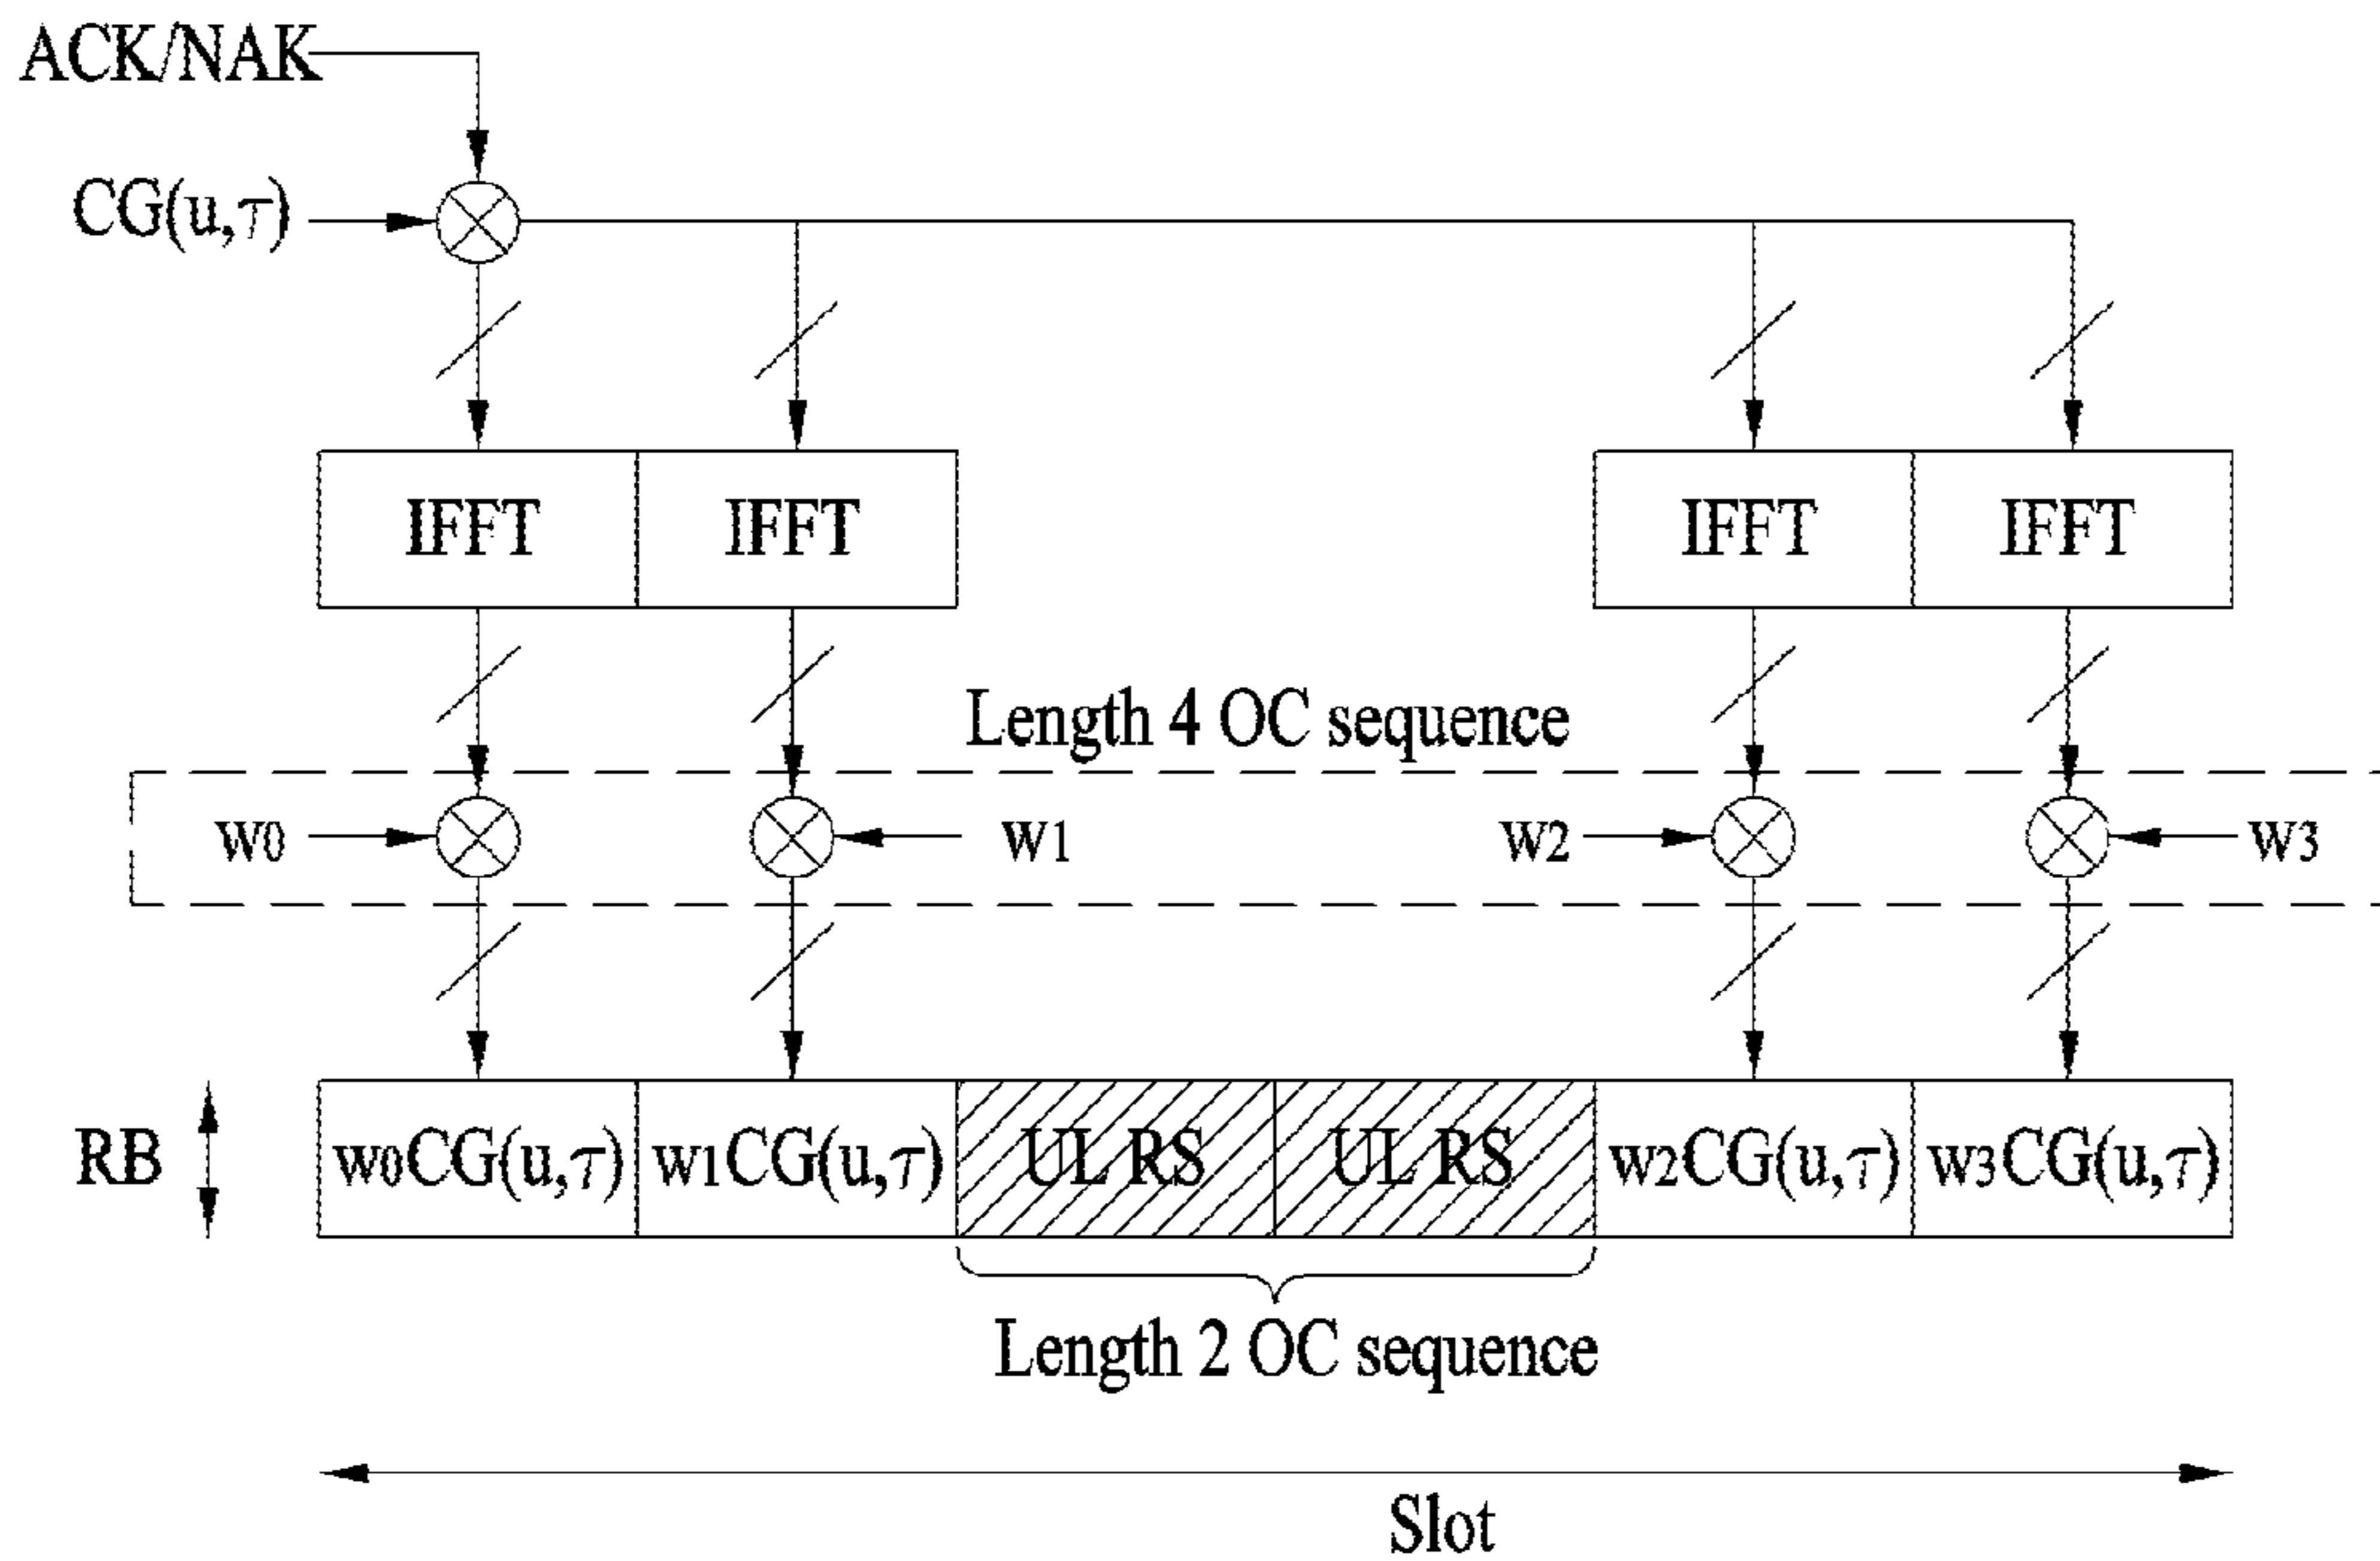 ACK/NAK
CG(u,τ)
IFFT IFFT IFFT IFFT
Length 4 OC sequence
w0 w1 w2 w3
RB w0CG(u,τ) w1CG(u,τ) UL RS UL RS w2CG(u,τ) w3CG(u,τ)
Length 2 OC sequence
Slot